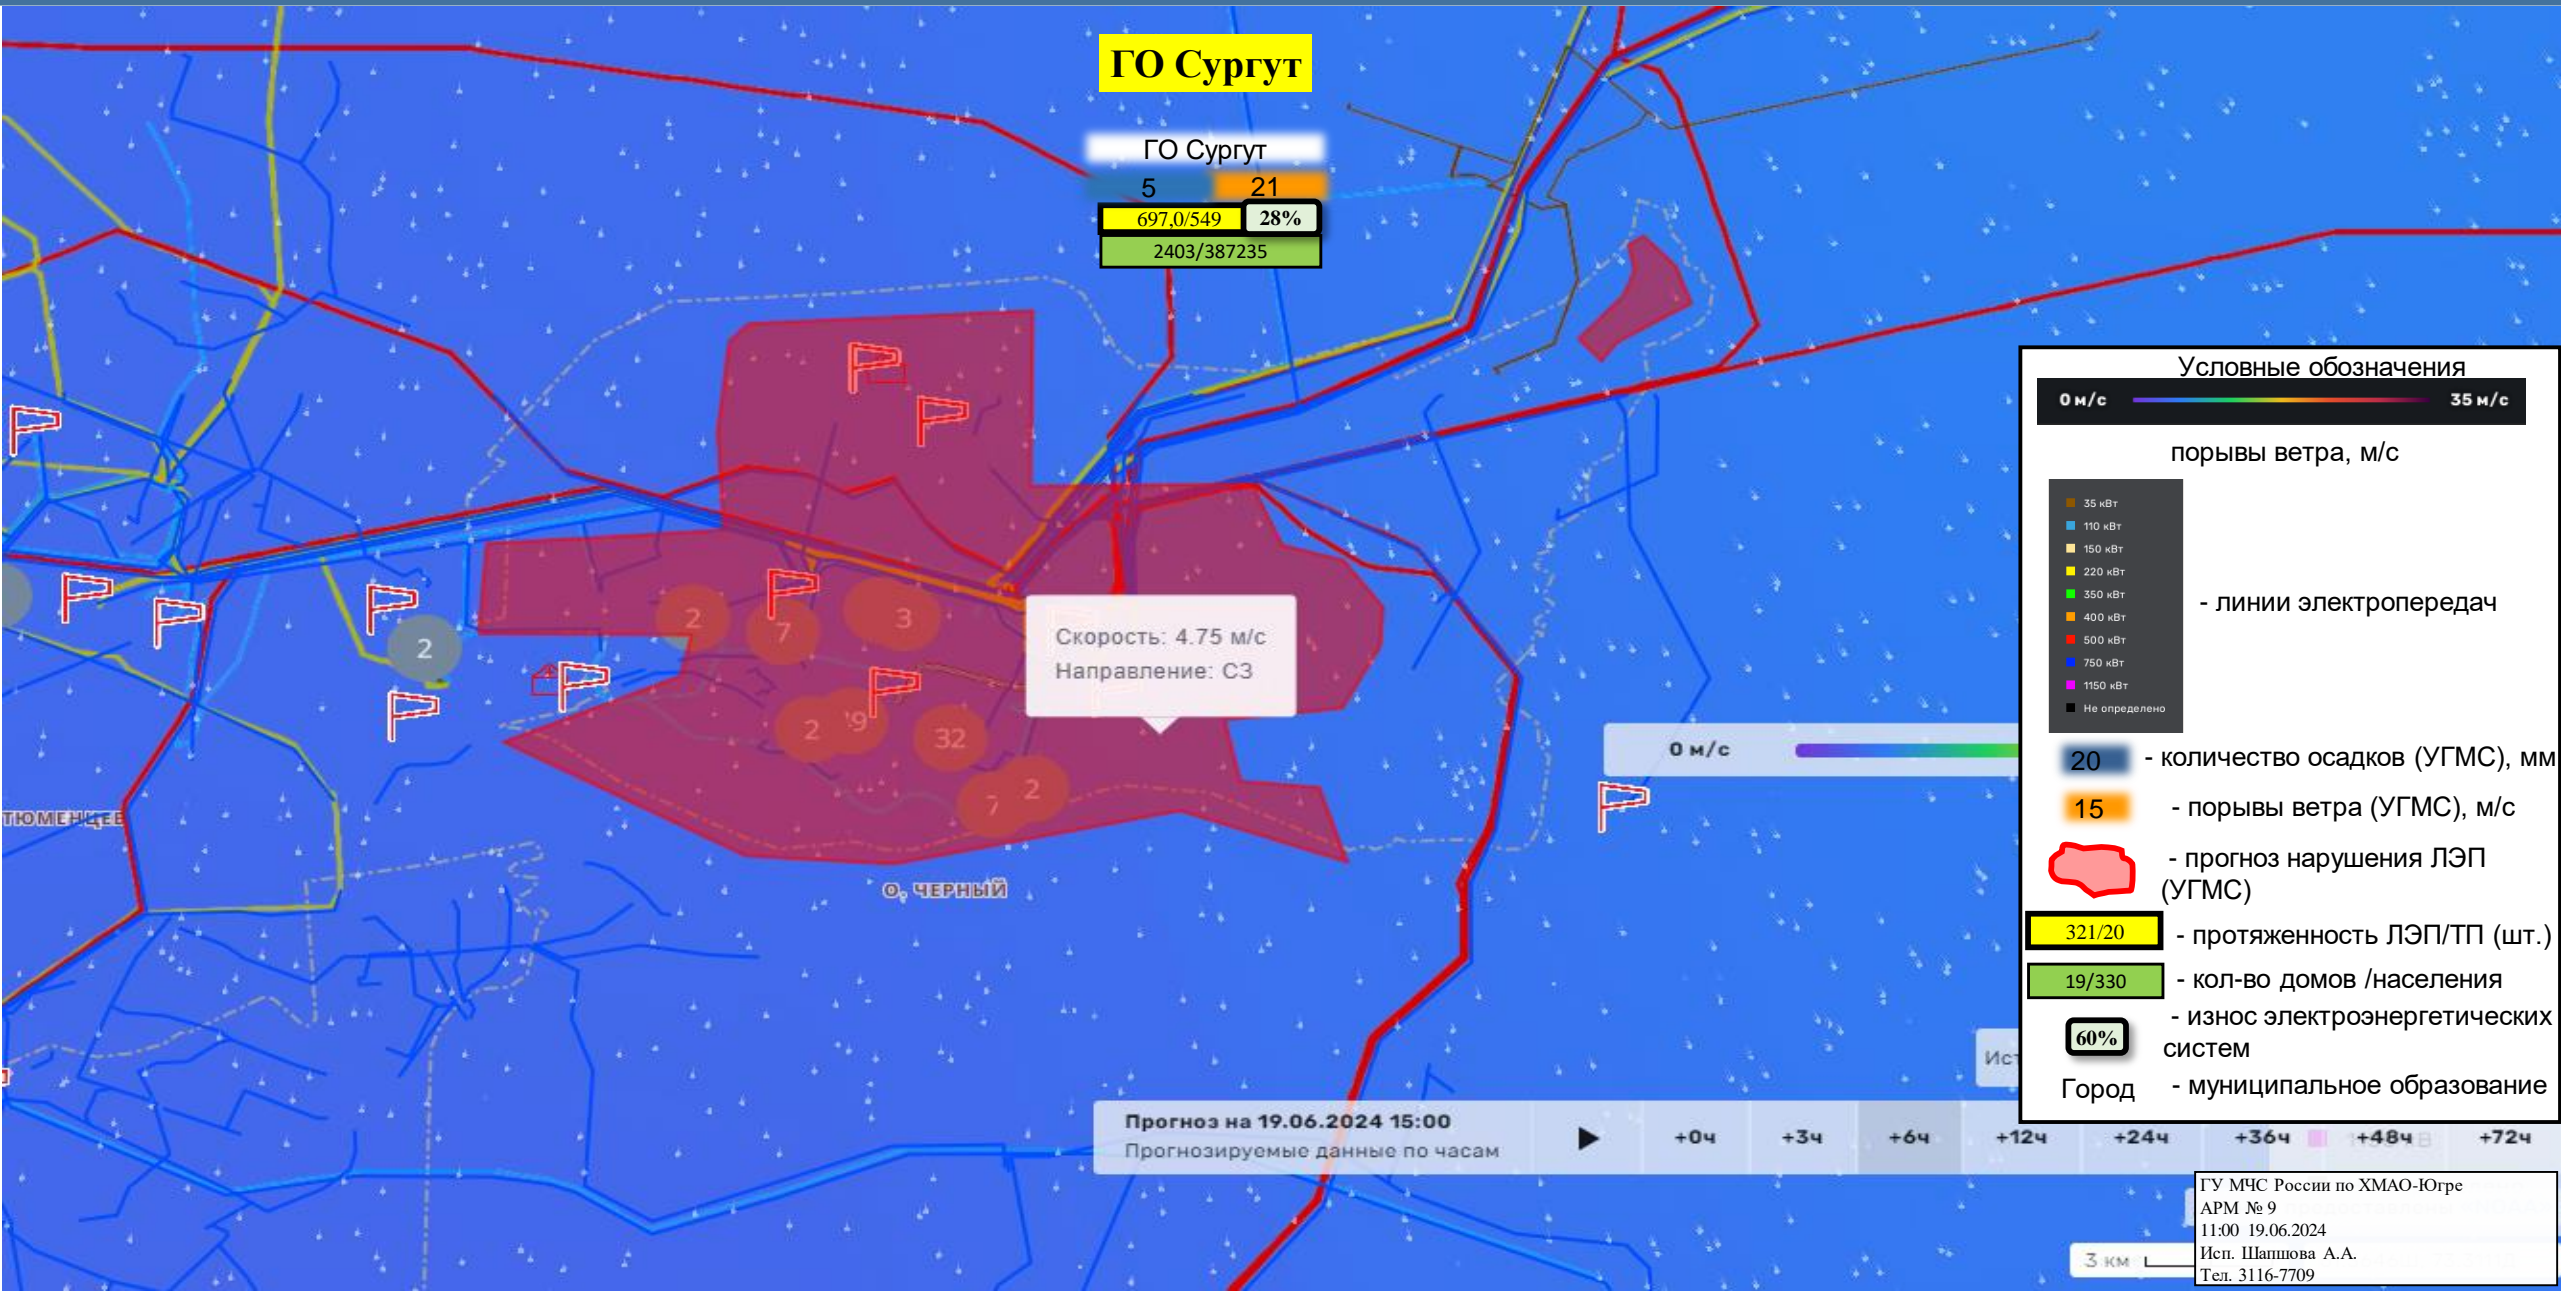 ГО Сургут
ГО Сургут
5 21
697,0/549 28%
2403/387235
Условные обозначения
0 м/с 35 м/с
порывы ветра, м/с
35 кВт
110 кВт
150 кВт
220 кВт
350 кВт
400 кВт
500 кВт
750 кВт
1150 кВт
Не определено
- линии электропередач
20 - количество осадков (УГМС), мм
15 - порывы ветра (УГМС), м/с
- прогноз нарушения ЛЭП
(УГМС)
321/20 - протяженность ЛЭП/ТП (шт.)
19/330 - кол-во домов /населения
60% - износ электроэнергетических
систем
Город - муниципальное образование
2
7
3
2
Скорость: 4.75 м/с
Направление: СЗ
2
32
7
2
0 м/с
ТЮМЕНЦЕВ
О. ЧЕРНЫЙ
Ис
Прогноз на 19.06.2024 15:00
Прогнозируемые данные по часам
+0ч +3ч +6ч +12ч +24ч +36ч +48ч +72ч
3 км
ГУ МЧС России по ХМАО-Югре
АРМ № 9
11:00 19.06.2024
Исп. Шапшова А.А.
Тел. 3116-7709